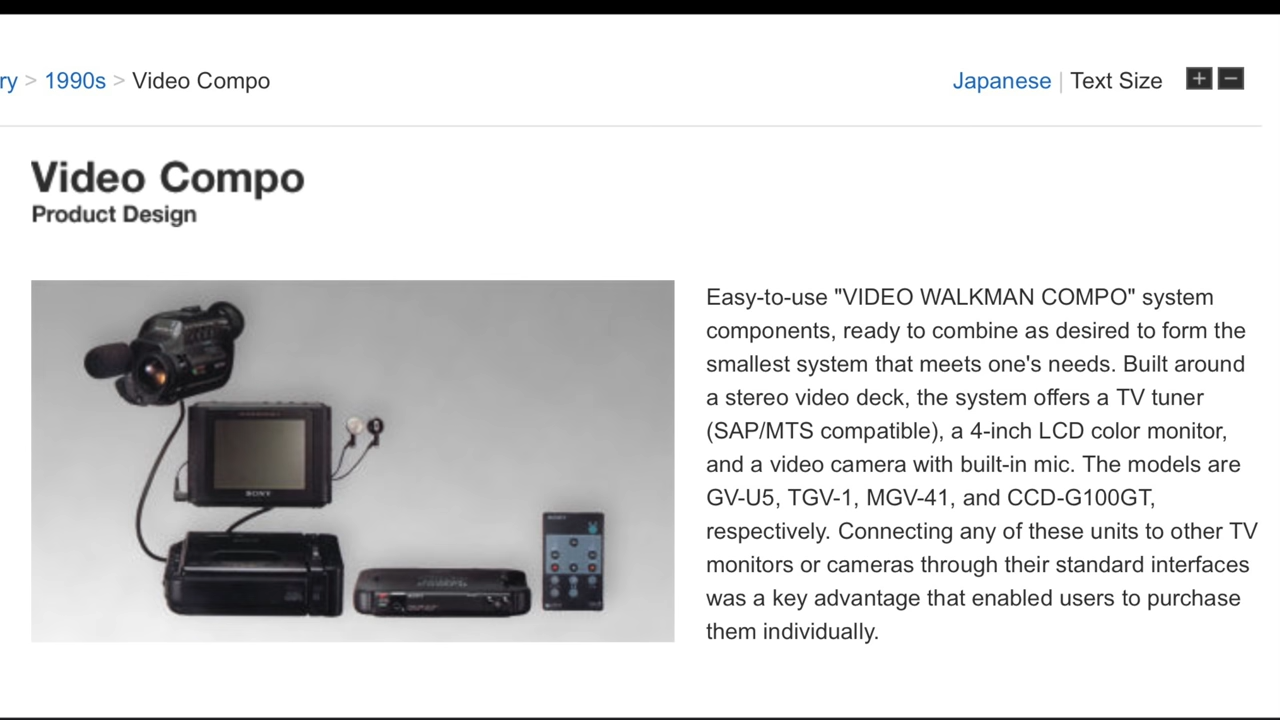 ry > 1990s > Video Compo
Japanese | Text Size + −
Video Compo
Product Design
Easy-to-use "VIDEO WALKMAN COMPO" system
components, ready to combine as desired to form the
smallest system that meets one's needs. Built around
a stereo video deck, the system offers a TV tuner
(SAP/MTS compatible), a 4-inch LCD color monitor,
and a video camera with built-in mic. The models are
GV-U5, TGV-1, MGV-41, and CCD-G100GT,
respectively. Connecting any of these units to other TV
monitors or cameras through their standard interfaces
was a key advantage that enabled users to purchase
them individually.
SONY
SONY